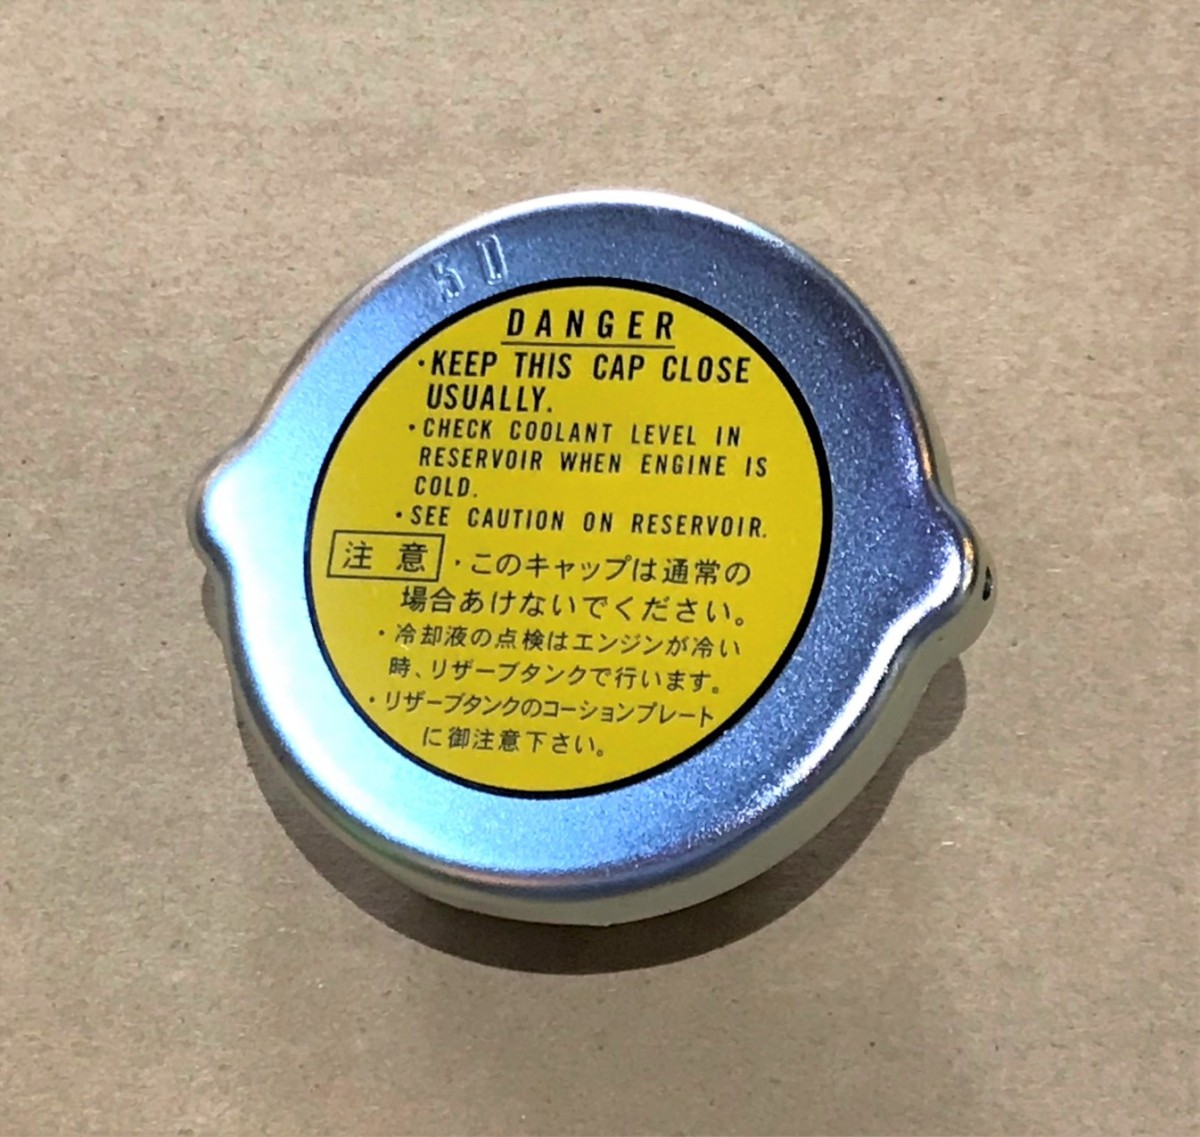 50
DANGER
・KEEP THIS CAP CLOSE
USUALLY.
・CHECK COOLANT LEVEL IN
RESERVOIR WHEN ENGINE IS
COLD.
・SEE CAUTION ON RESERVOIR.
注意 ・このキャップは通常の
場合あけないでください。
・冷却液の点検はエンジンが冷い
時、リザーブタンクで行います。
・リザーブタンクのコーションプレート
に御注意下さい。